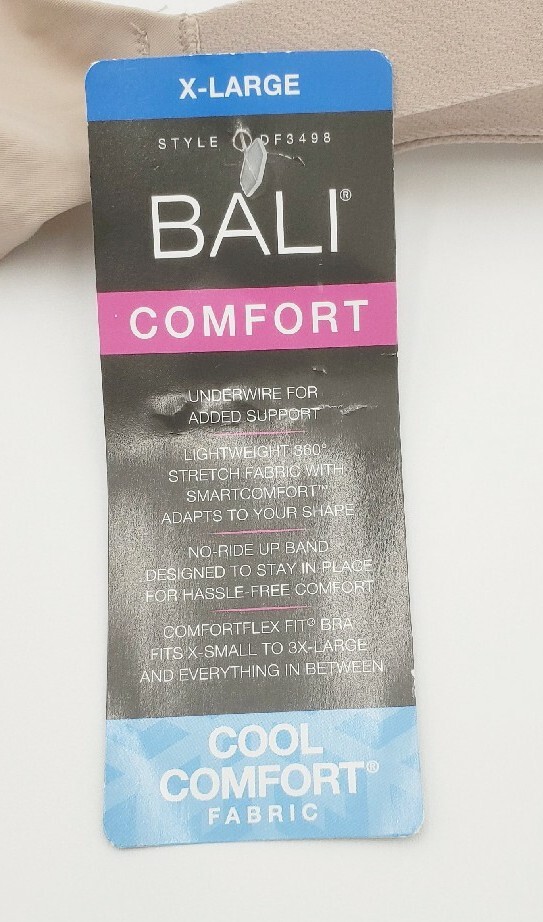 X-LARGE
STYLE DF3498
BALI®
COMFORT
UNDERWIRE FOR
ADDED SUPPORT
LIGHTWEIGHT 360°
STRETCH FABRIC WITH
SMARTCOMFORT™
ADAPTS TO YOUR SHAPE
NO-RIDE UP BAND
DESIGNED TO STAY IN PLACE
FOR HASSLE-FREE COMFORT
COMFORTFLEX FIT® BRA
FITS X-SMALL TO 3X-LARGE
AND EVERYTHING IN BETWEEN
COOL
COMFORT®
FABRIC